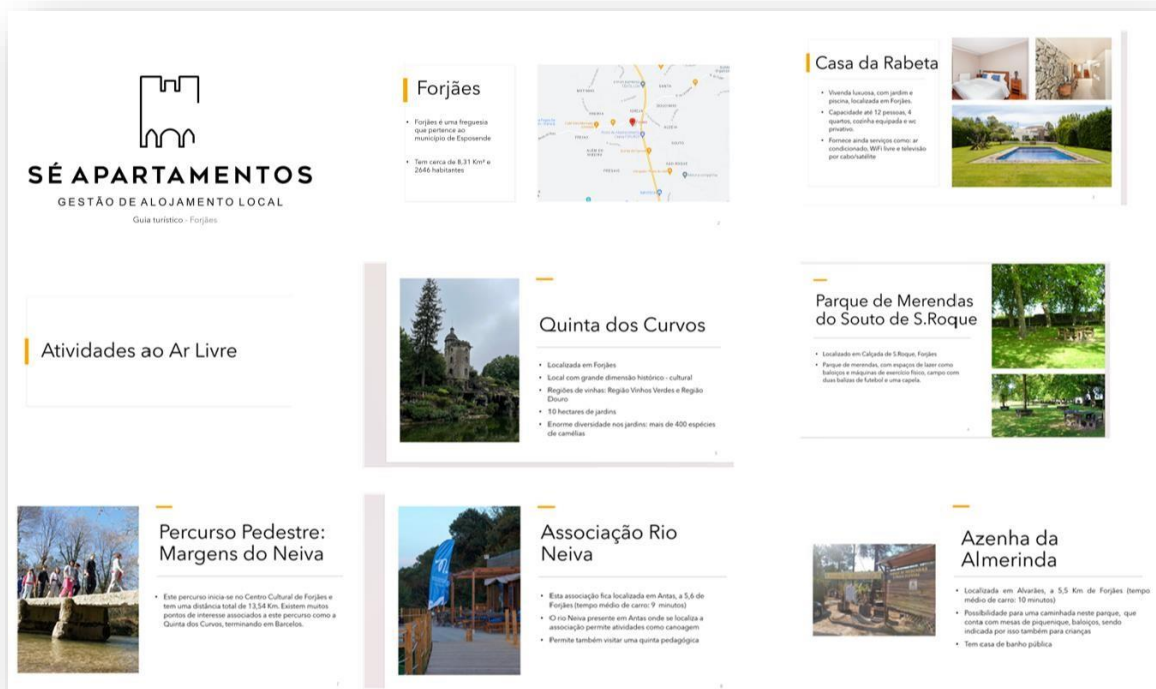 SÉ APARTAMENTOS
GESTÃO DE ALOJAMENTO LOCAL
Guia turístico - Forjães
Forjães
• Forjães é uma freguesia
que pertence ao
município de Esposende
• Tem cerca de 8,31 Km² e
2646 habitantes
Casa da Rabeta
• Vivenda luxuosa, com jardim e
piscina, localizada em Forjães.
• Capacidade até 12 pessoas, 4
quartos, cozinha equipada e wc
privativo.
• Fornece ainda serviços como: ar
condicionado, WiFi livre e televisão
por cabo/satélite
Atividades ao Ar Livre
Quinta dos Curvos
• Localizada em Forjães
• Local com grande dimensão histórico - cultural
• Regiões de vinhas: Região Vinhos Verdes e Região
Douro
• 10 hectares de jardins
• Enorme diversidade nos jardins: mais de 400 espécies
de camélias
Parque de Merendas
do Souto de S.Roque
• Localizado em Calçada de S.Roque, Forjães
• Parque de merendas, com espaços de lazer como
baloiços e máquinas de exercício físico, campo com
duas balizas de futebol e uma capela.
Percurso Pedestre:
Margens do Neiva
• Este percurso inicia-se no Centro Cultural de Forjães e
tem uma distância total de 13,54 Km. Existem muitos
pontos de interesse associados a este percurso como a
Quinta dos Curvos, terminando em Barcelos.
Associação Rio
Neiva
• Esta associação fica localizada em Antas, a 5,6 de
Forjães (tempo médio de carro: 9 minutos)
• O rio Neiva presente em Antas onde se localiza a
associação permite atividades como canoagem
• Permite também visitar uma quinta pedagógica
Azenha da
Almerinda
• Localizada em Alvarães, a 5,5 Km de Forjães (tempo
médio de carro: 10 minutos)
• Possibilidade para uma caminhada neste parque, que
conta com mesas de piquenique, baloiços, sendo
indicada por isso também para crianças
• Tem casa de banho pública